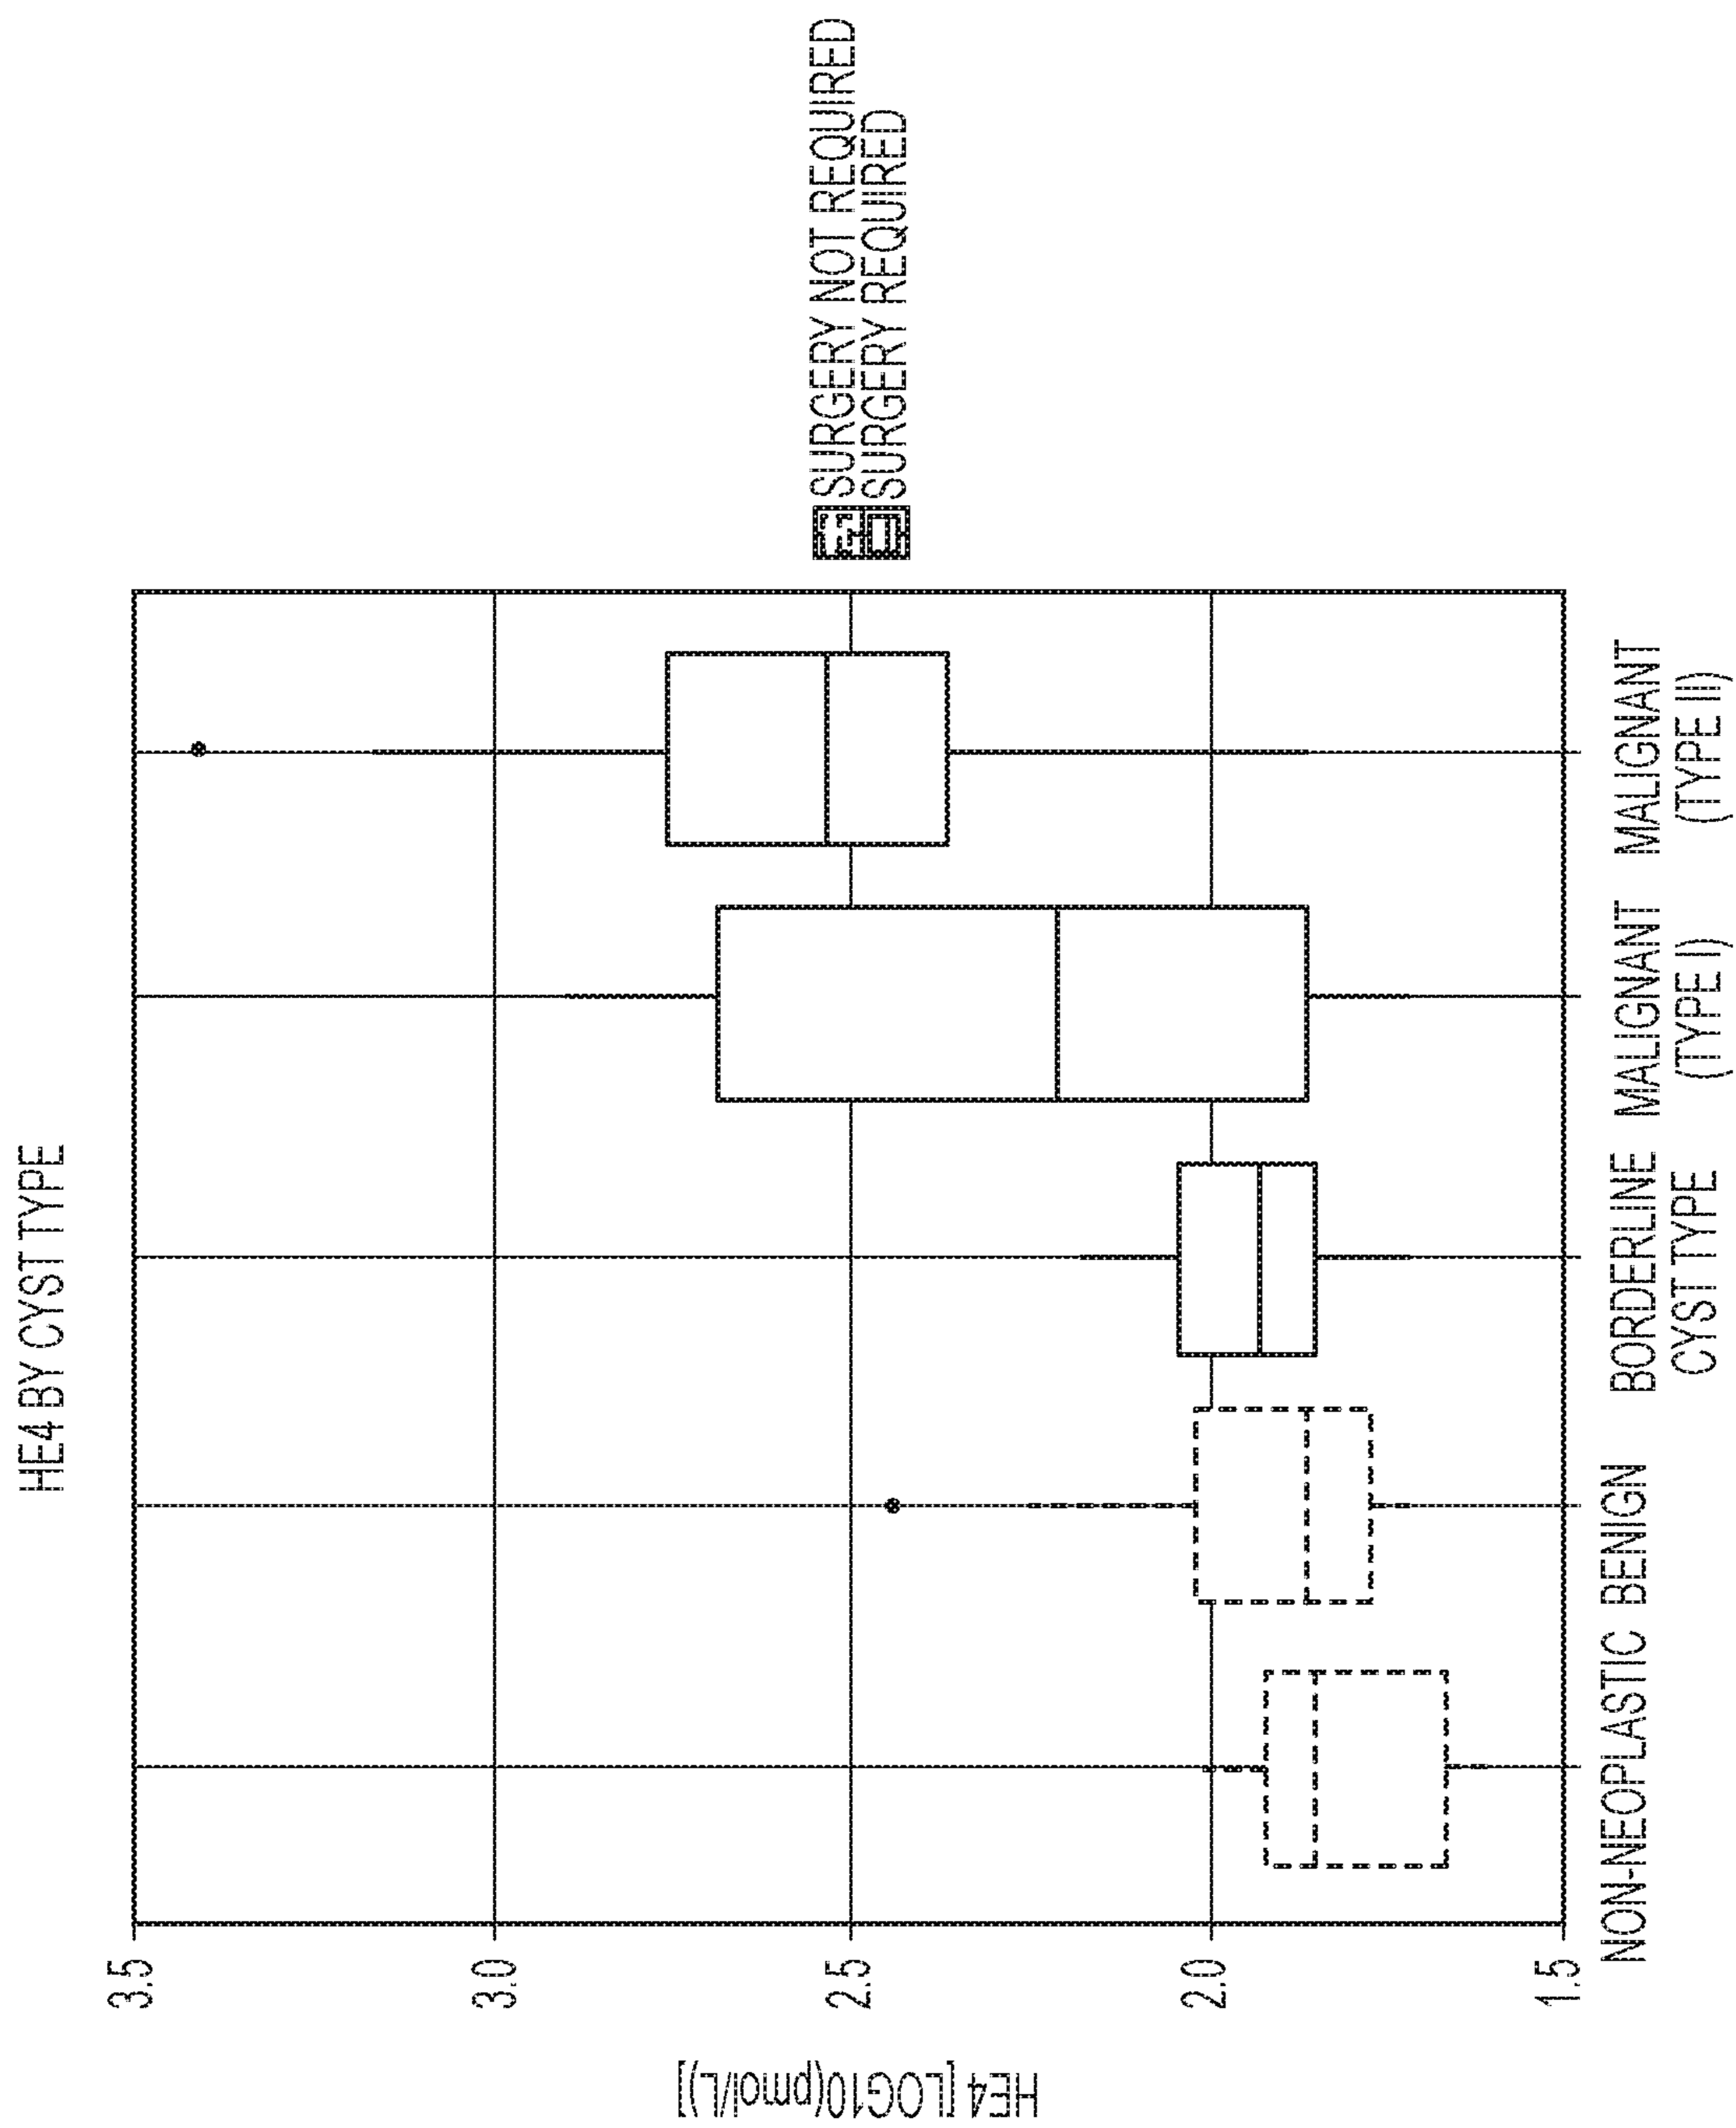 HE4 BY CYST TYPE
HE4 [LOG10(pmol/L)]
3.5
3.0
2.5
2.0
1.5
NON-NEOPLASTIC
BENIGN
BORDERLINE
MALIGNANT
(TYPE I)
MALIGNANT
(TYPE II)
CYST TYPE
SURGERY NOT REQUIRED
SURGERY REQUIRED